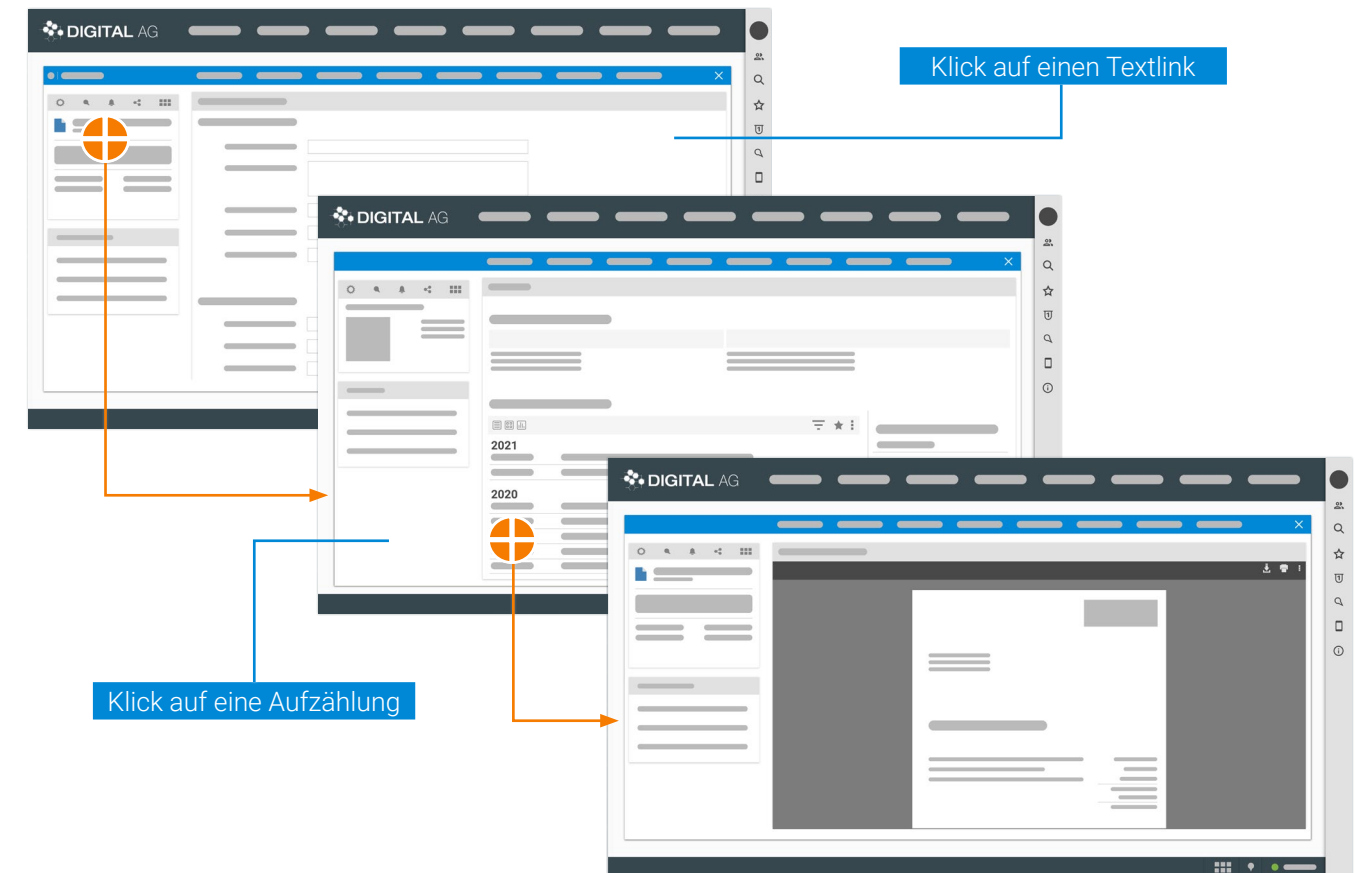 DIGITAL AG
Klick auf einen Textlink
DIGITAL AG
2021
2020
DIGITAL AG
Klick auf eine Aufzählung